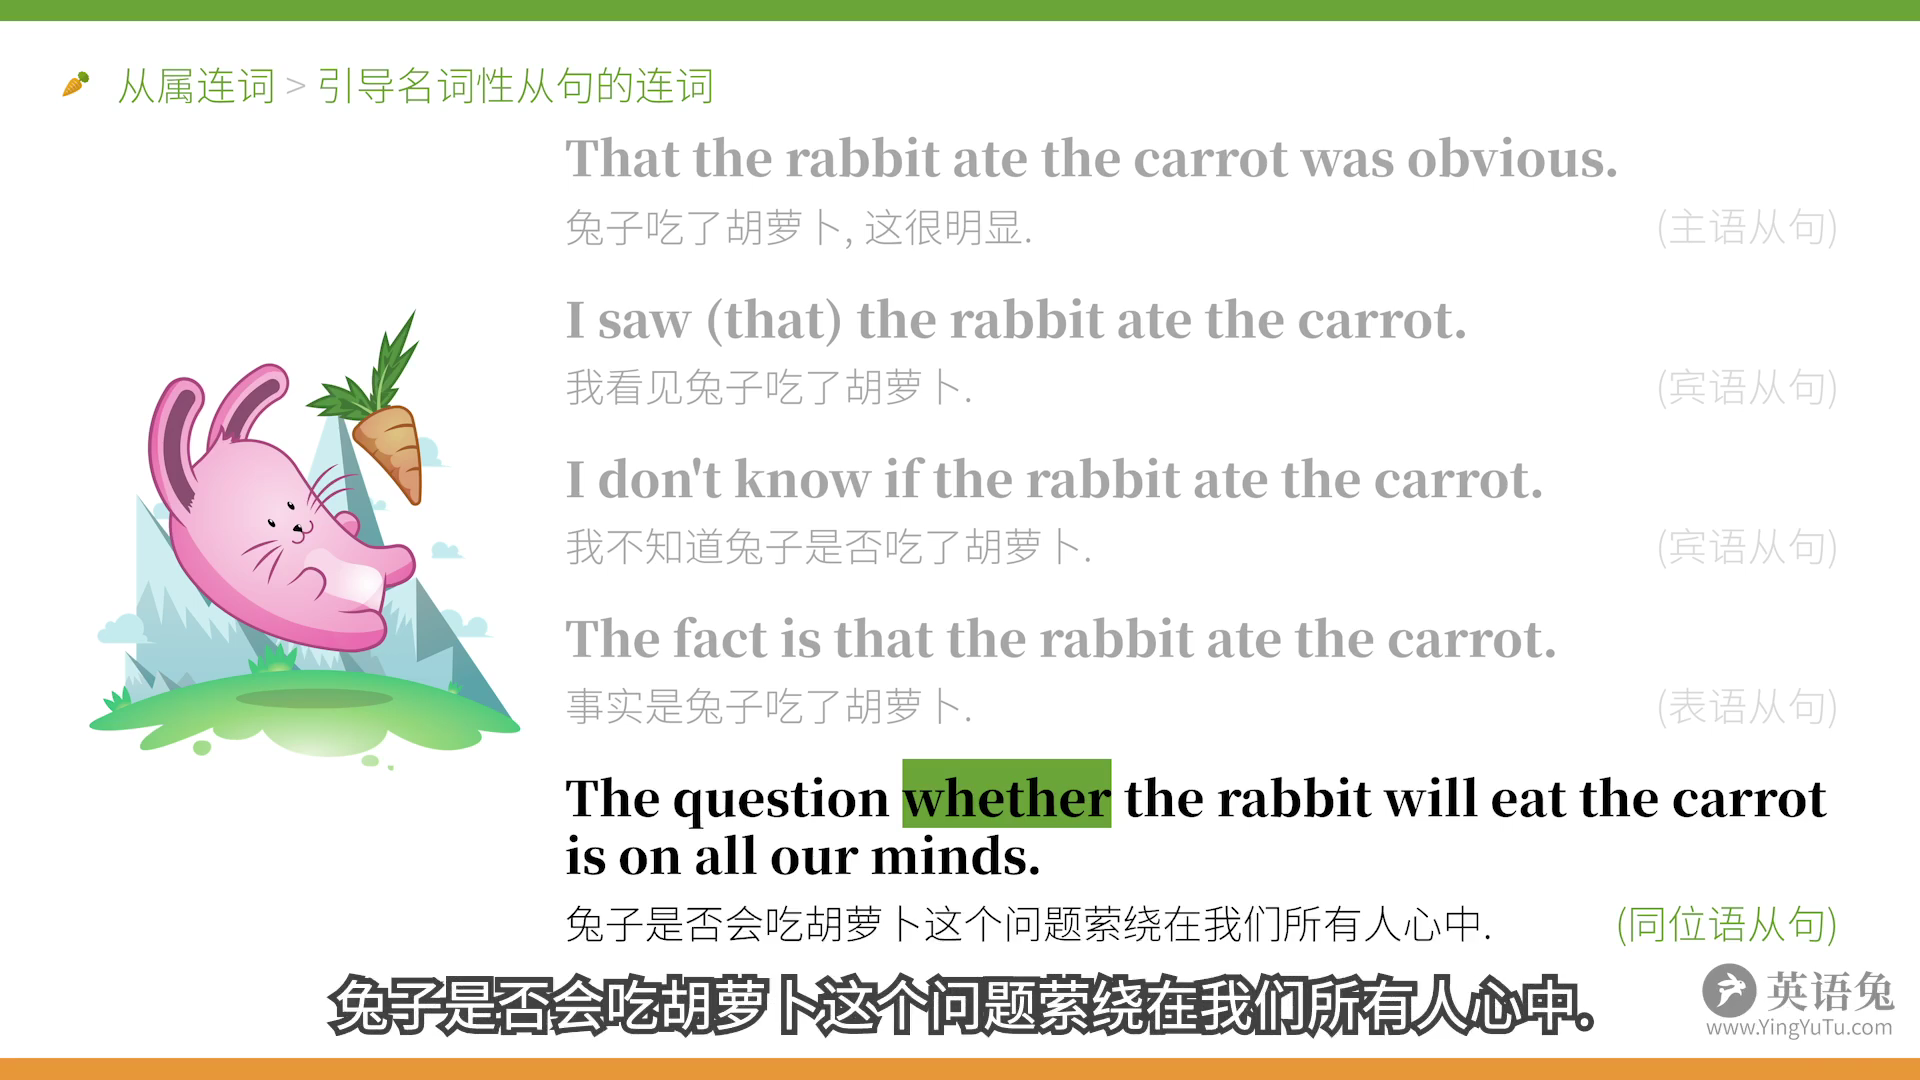 从属连词 > 引导名词性从句的连词
That the rabbit ate the carrot was obvious.
兔子吃了胡萝卜, 这很明显.
(主语从句)
I saw (that) the rabbit ate the carrot.
我看见兔子吃了胡萝卜.
(宾语从句)
I don't know if the rabbit ate the carrot.
我不知道兔子是否吃了胡萝卜.
(宾语从句)
The fact is that the rabbit ate the carrot.
事实是兔子吃了胡萝卜.
(表语从句)
The question whether the rabbit will eat the carrot
is on all our minds.
兔子是否会吃胡萝卜这个问题萦绕在我们所有人心中.
(同位语从句)
兔子是否会吃胡萝卜这个问题萦绕在我们所有人心中.
英语兔
www.YingYuTu.com